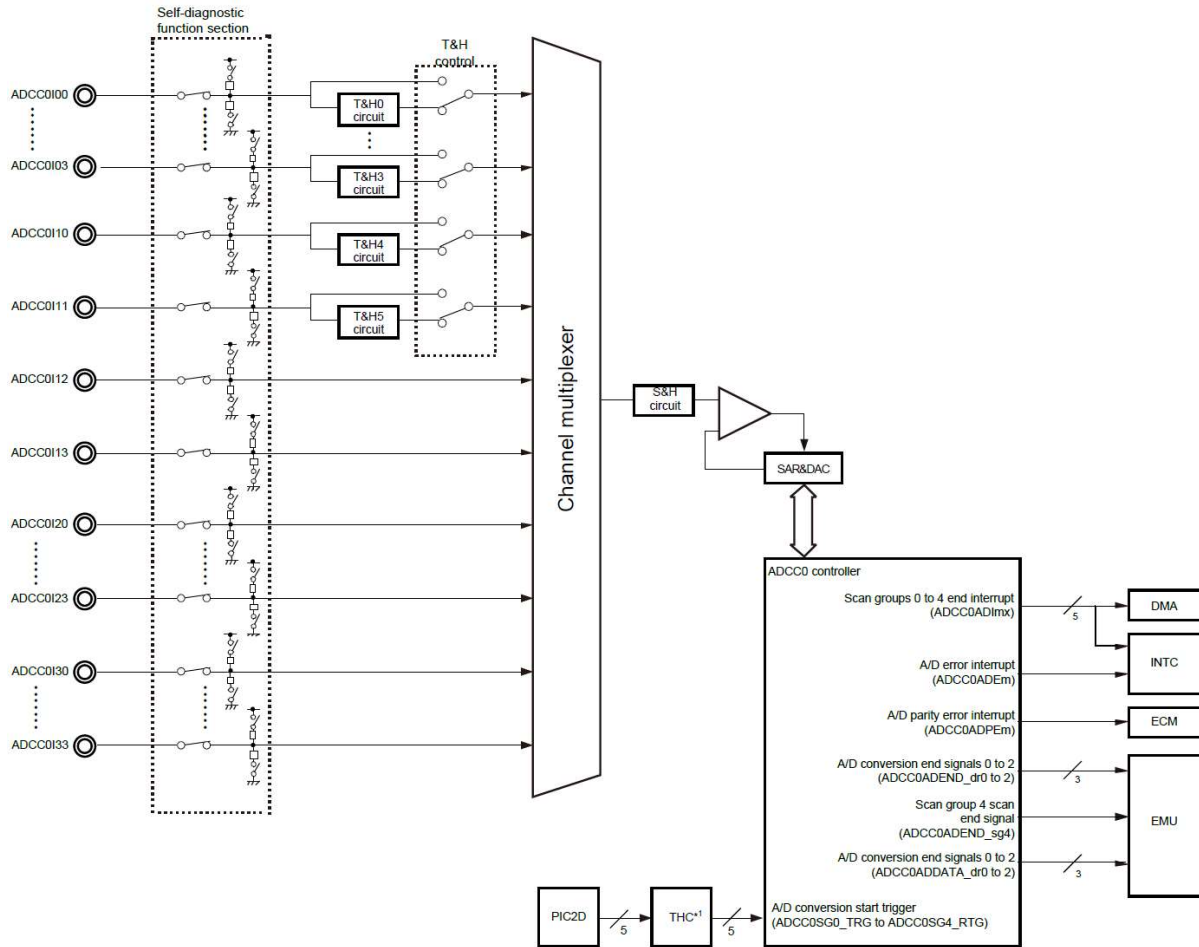 Self-diagnostic
function section
T&H
control
ADCC0I00
T&H0
circuit
ADCC0I03
T&H3
circuit
ADCC0I10
T&H4
circuit
ADCC0I11
T&H5
circuit
ADCC0I12
ADCC0I13
ADCC0I20
ADCC0I23
ADCC0I30
ADCC0I33
Channel multiplexer
S&H
circuit
SAR&DAC
ADCC0 controller
Scan groups 0 to 4 end interrupt
(ADCC0ADImx)
5
DMA
INTC
A/D error interrupt
(ADCC0ADEm)
A/D parity error interrupt
(ADCC0ADPEm)
ECM
A/D conversion end signals 0 to 2
(ADCC0ADEND_dr0 to 2)
3
Scan group 4 scan
end signal
(ADCC0ADEND_sg4)
EMU
A/D conversion end signals 0 to 2
(ADCC0ADDATA_dr0 to 2)
3
PIC2D
5
THC*1
5
A/D conversion start trigger
(ADCC0SG0_TRG to ADCC0SG4_RTG)